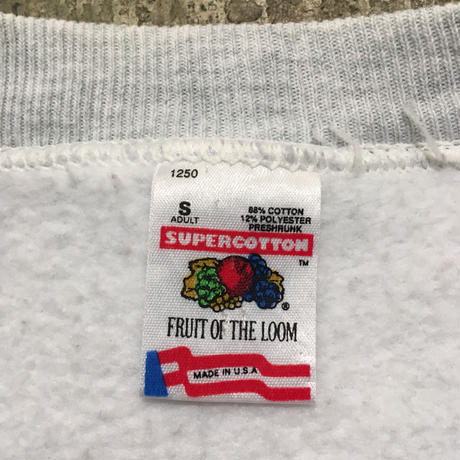 1250
S
ADULT
88% COTTON
12% POLYESTER
PRESHRUNK
SUPERCOTTON
TM
®
FRUIT OF THE LOOM
MADE IN U.S.A